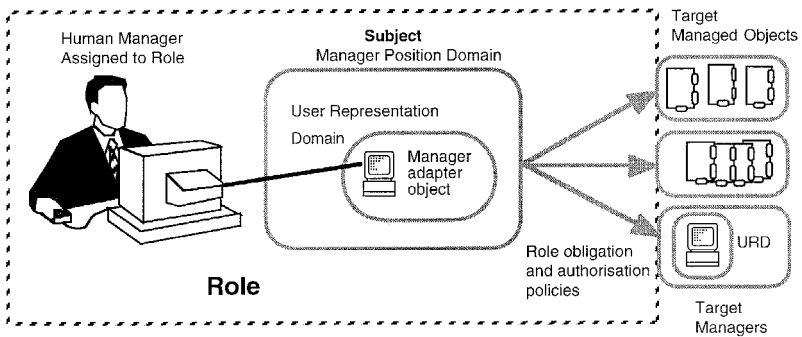 Human Manager
Assigned to Role
Subject
Manager Position Domain
Target
Managed Objects
User Representation
Domain
Manager
adapter
object
Role
Role obligation
and authorisation
policies
URD
Target
Managers